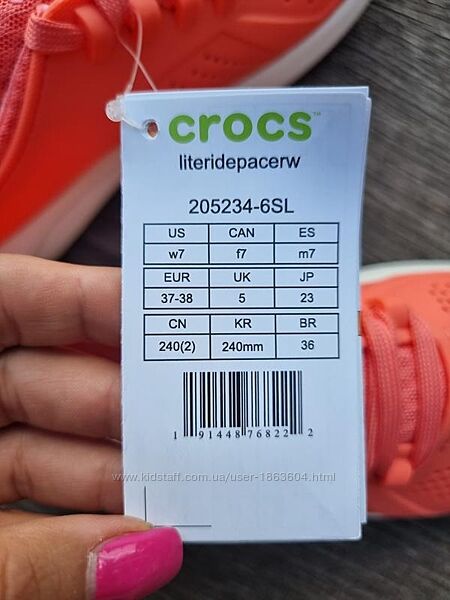 crocs™
literidepacerw
205234-6SL
US CAN ES
w7 f7 m7
EUR UK JP
37-38 5 23
CN KR BR
240(2) 240mm 36
1 91448 76822 2
www.kidstaff.com.ua/user-1863604.html